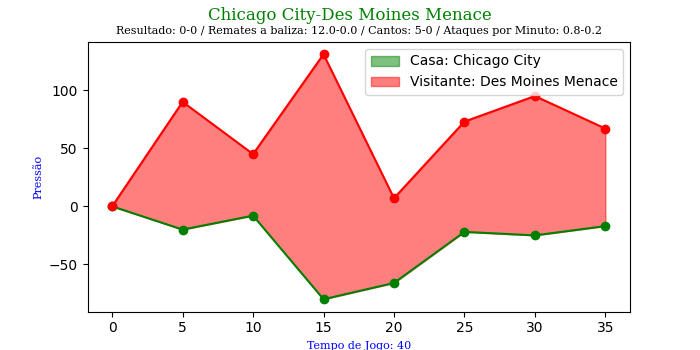 Chicago City-Des Moines Menace
Resultado: 0-0 / Remates a baliza: 12.0-0.0 / Cantos: 5-0 / Ataques por Minuto: 0.8-0.2
Casa: Chicago City
Visitante: Des Moines Menace
Pressão
100
50
0
−50
0 5 10 15 20 25 30 35
Tempo de Jogo: 40